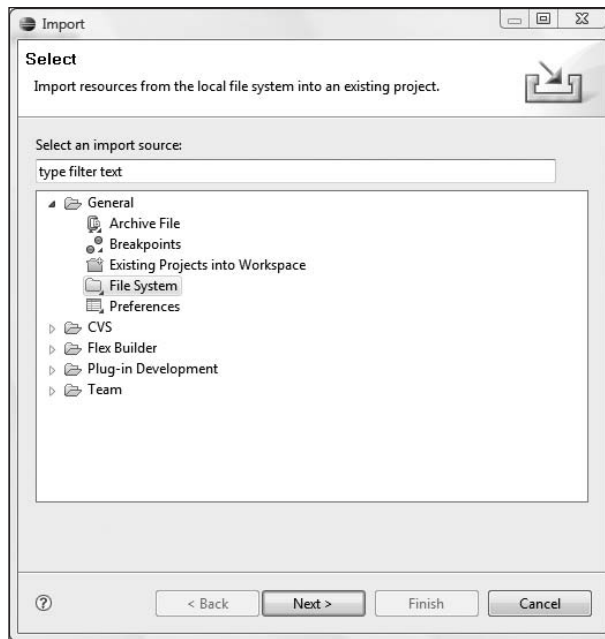 Import
Select
Import resources from the local file system into an existing project.
Select an import source:
type filter text
General
Archive File
Breakpoints
Existing Projects into Workspace
File System
Preferences
CVS
Flex Builder
Plug-in Development
Team
?
< Back Next > Finish Cancel